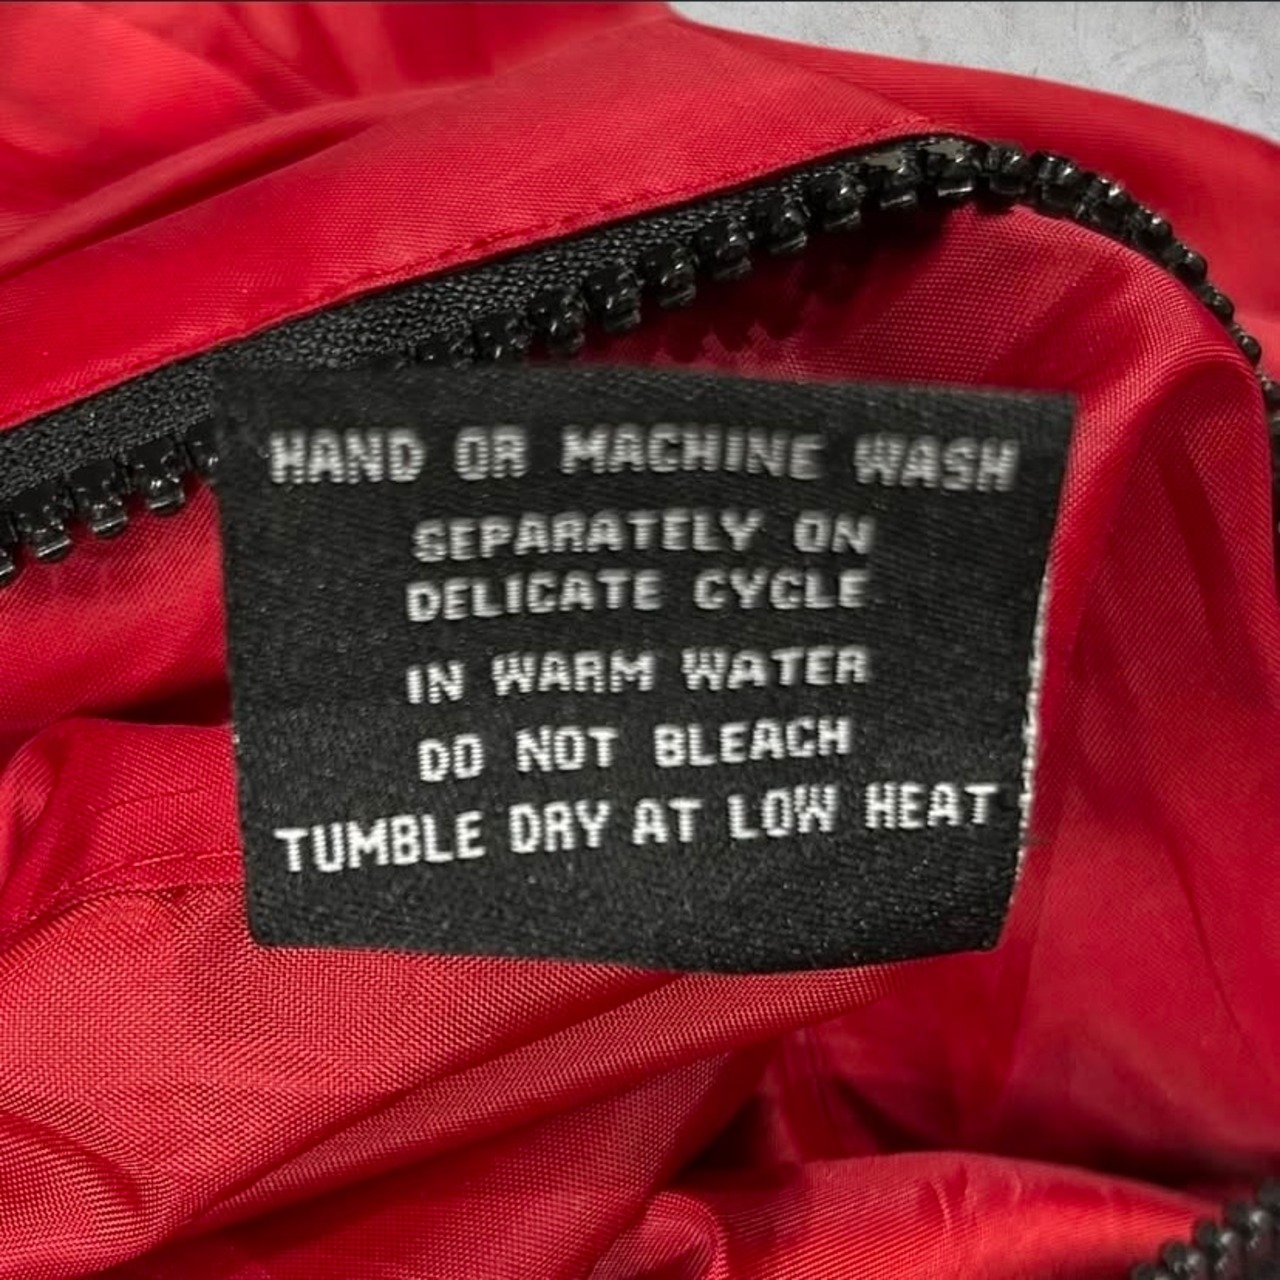 HAND OR MACHINE WASH
SEPARATELY ON
DELICATE CYCLE
IN WARM WATER
DO NOT BLEACH
TUMBLE DRY AT LOW HEAT